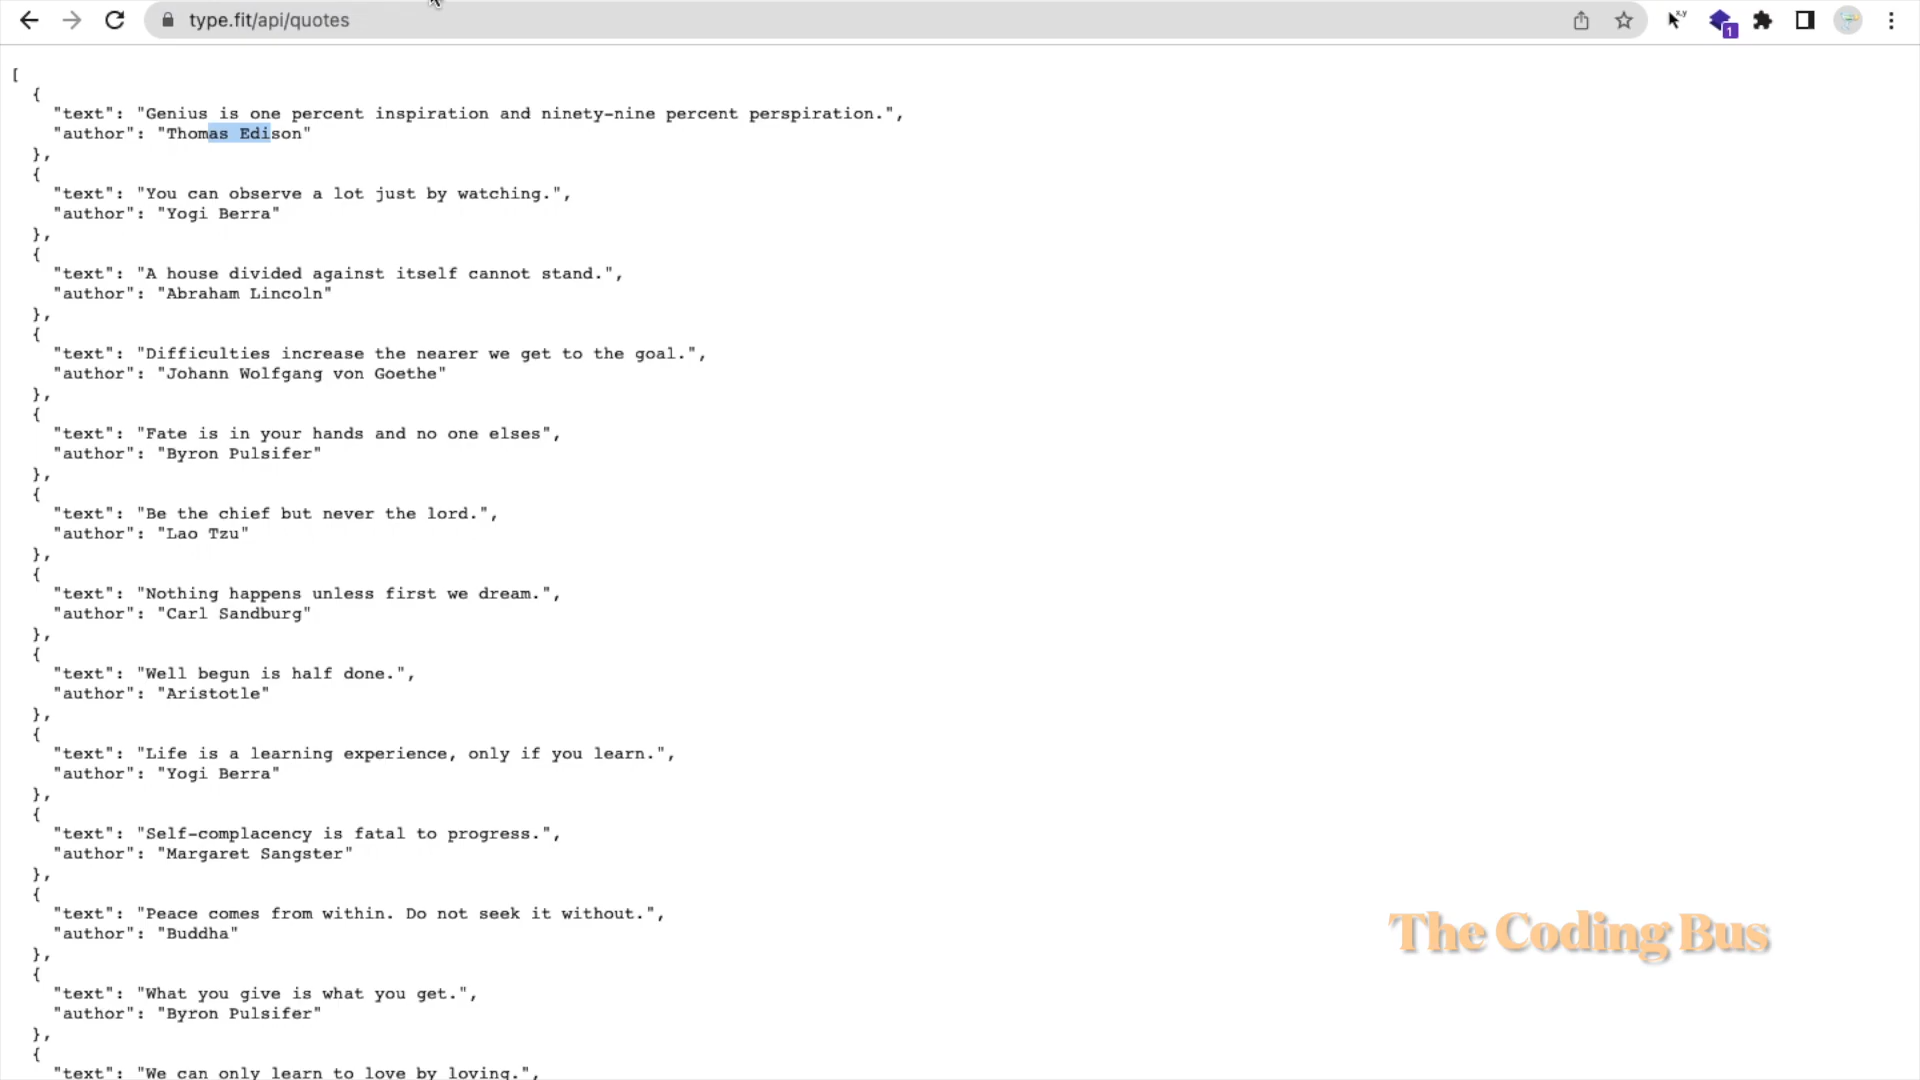 type.fit/api/quotes
x,y
1
[
{
"text": "Genius is one percent inspiration and ninety-nine percent perspiration.",
"author": "Thomas Edison"
},
{
"text": "You can observe a lot just by watching.",
"author": "Yogi Berra"
},
{
"text": "A house divided against itself cannot stand.",
"author": "Abraham Lincoln"
},
{
"text": "Difficulties increase the nearer we get to the goal.",
"author": "Johann Wolfgang von Goethe"
},
{
"text": "Fate is in your hands and no one elses",
"author": "Byron Pulsifer"
},
{
"text": "Be the chief but never the lord.",
"author": "Lao Tzu"
},
{
"text": "Nothing happens unless first we dream.",
"author": "Carl Sandburg"
},
{
"text": "Well begun is half done.",
"author": "Aristotle"
},
{
"text": "Life is a learning experience, only if you learn.",
"author": "Yogi Berra"
},
{
"text": "Self-complacency is fatal to progress.",
"author": "Margaret Sangster"
},
{
"text": "Peace comes from within. Do not seek it without.",
"author": "Buddha"
},
{
"text": "What you give is what you get.",
"author": "Byron Pulsifer"
},
{
"text": "We can only learn to love by loving.",
The Coding Bus